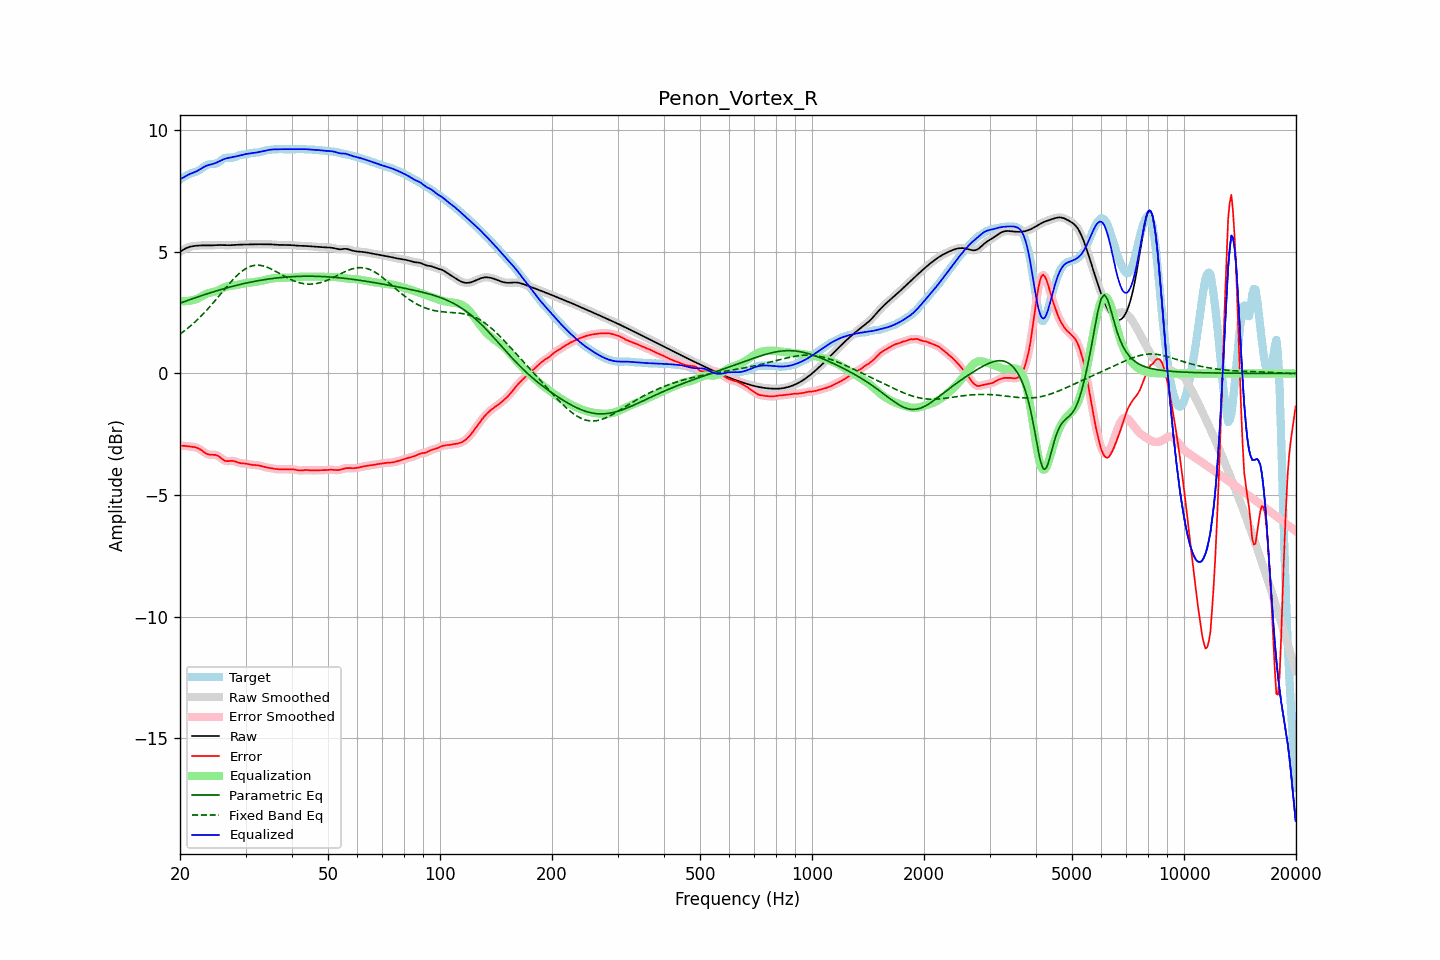 Penon_Vortex_R
10
5
0
−5
−10
−15
Amplitude (dBr)
Target
Raw Smoothed
Error Smoothed
Raw
Error
Equalization
Parametric Eq
Fixed Band Eq
Equalized
20 50 100 200 500 1000 2000 5000 10000 20000
Frequency (Hz)